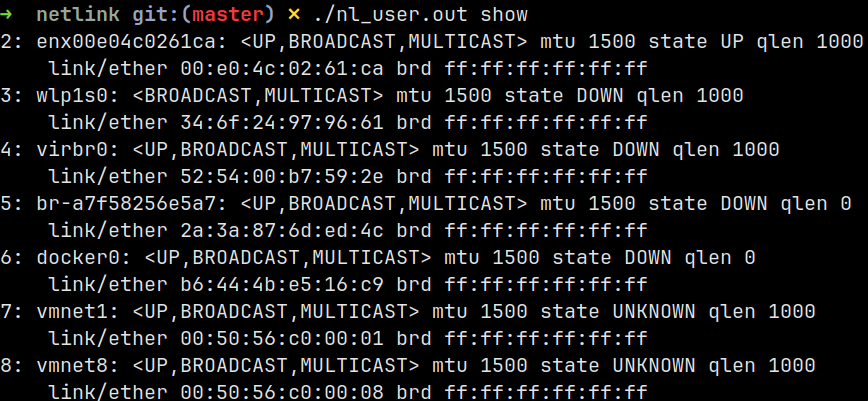 → netlink git:(master) × ./nl_user.out show
2: enx00e04c0261ca: <UP,BROADCAST,MULTICAST> mtu 1500 state UP qlen 1000
    link/ether 00:e0:4c:02:61:ca brd ff:ff:ff:ff:ff:ff
3: wlp1s0: <BROADCAST,MULTICAST> mtu 1500 state DOWN qlen 1000
    link/ether 34:6f:24:97:96:61 brd ff:ff:ff:ff:ff:ff
4: virbr0: <UP,BROADCAST,MULTICAST> mtu 1500 state DOWN qlen 1000
    link/ether 52:54:00:b7:59:2e brd ff:ff:ff:ff:ff:ff
5: br-a7f58256e5a7: <UP,BROADCAST,MULTICAST> mtu 1500 state DOWN qlen 0
    link/ether 2a:3a:87:6d:ed:4c brd ff:ff:ff:ff:ff:ff
6: docker0: <UP,BROADCAST,MULTICAST> mtu 1500 state DOWN qlen 0
    link/ether b6:44:4b:e5:16:c9 brd ff:ff:ff:ff:ff:ff
7: vmnet1: <UP,BROADCAST,MULTICAST> mtu 1500 state UNKNOWN qlen 1000
    link/ether 00:50:56:c0:00:01 brd ff:ff:ff:ff:ff:ff
8: vmnet8: <UP,BROADCAST,MULTICAST> mtu 1500 state UNKNOWN qlen 1000
    link/ether 00:50:56:c0:00:08 brd ff:ff:ff:ff:ff:ff